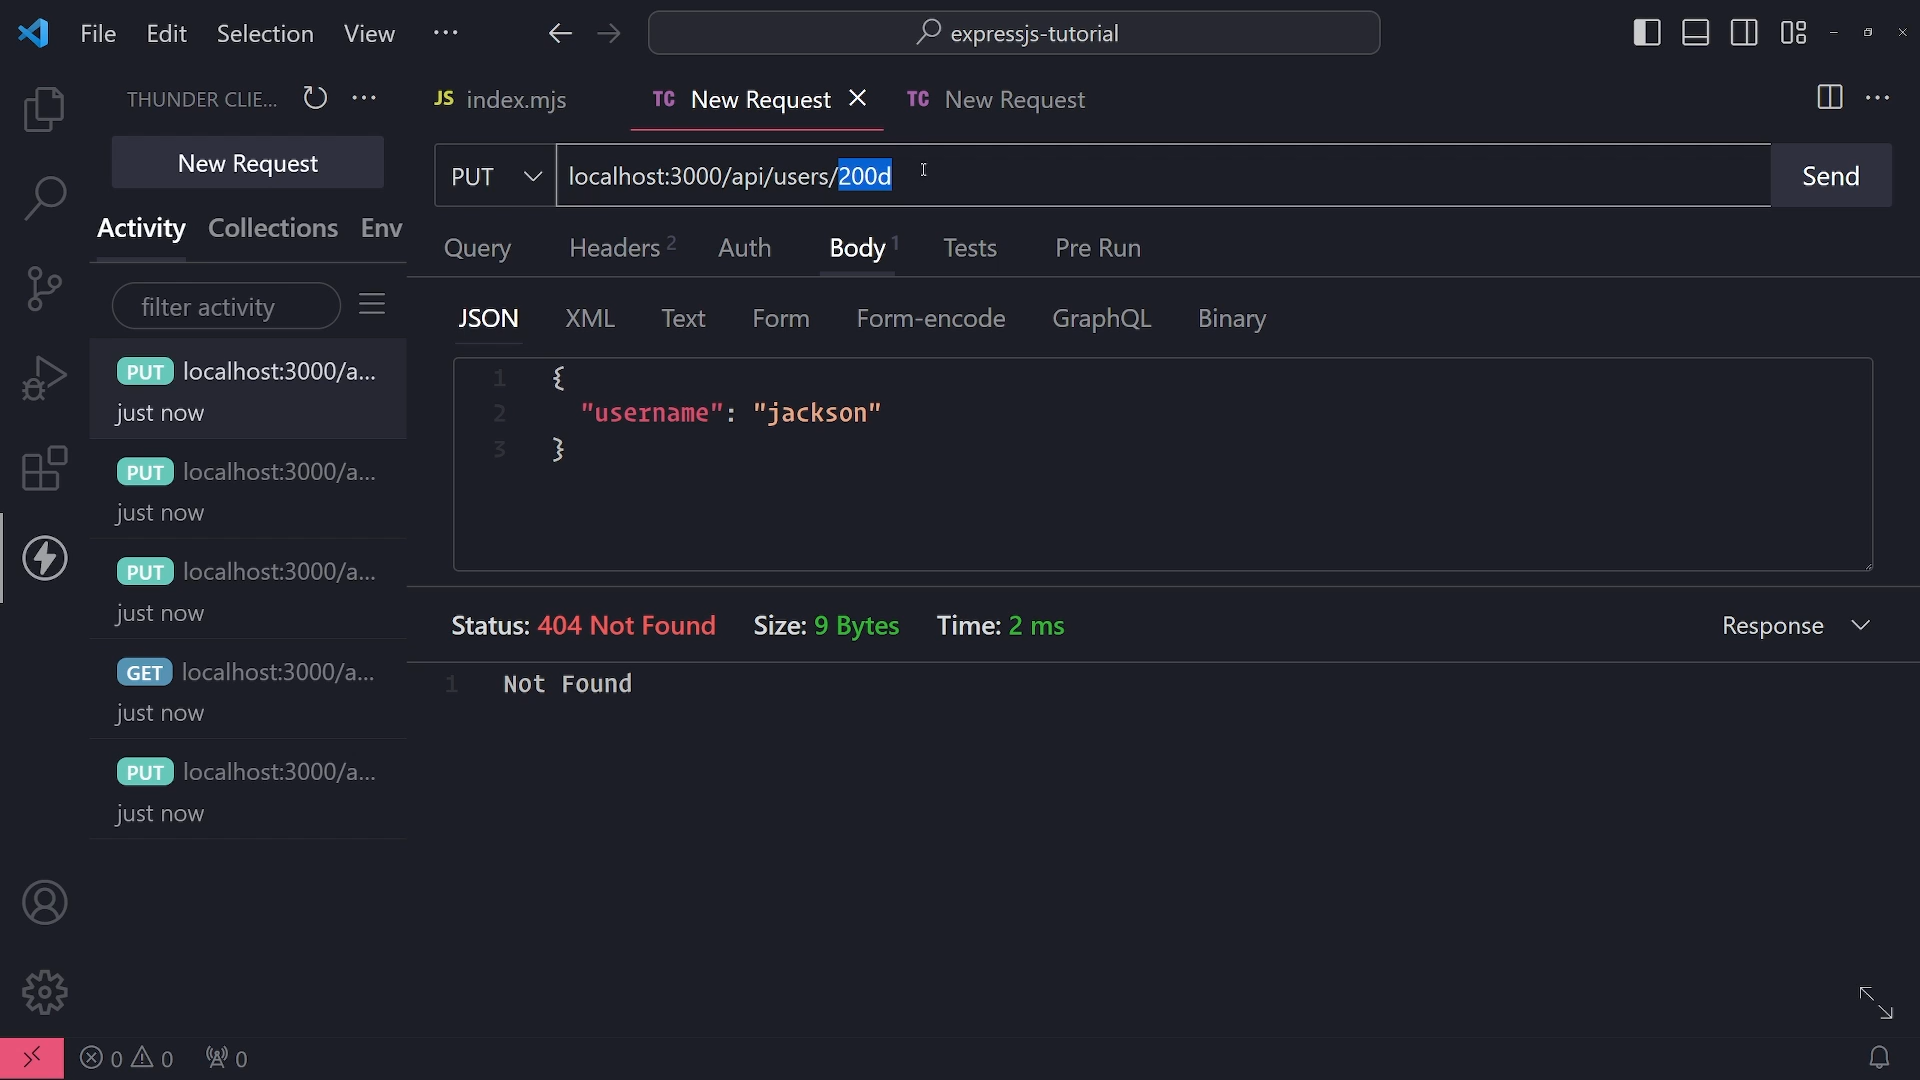 File Edit Selection View ··· expressjs-tutorial
THUNDER CLIE... ···
JS index.mjs TC New Request TC New Request ···
New Request
PUT localhost:3000/api/users/200d Send
Activity Collections Env
Query Headers 2 Auth Body 1 Tests Pre Run
filter activity
JSON XML Text Form Form-encode GraphQL Binary
PUT localhost:3000/a...
just now
PUT localhost:3000/a...
just now
PUT localhost:3000/a...
just now
GET localhost:3000/a...
just now
PUT localhost:3000/a...
just now
1 {
2 "username": "jackson"
3 }
Status: 404 Not Found Size: 9 Bytes Time: 2 ms Response
1 Not Found
0 0 0